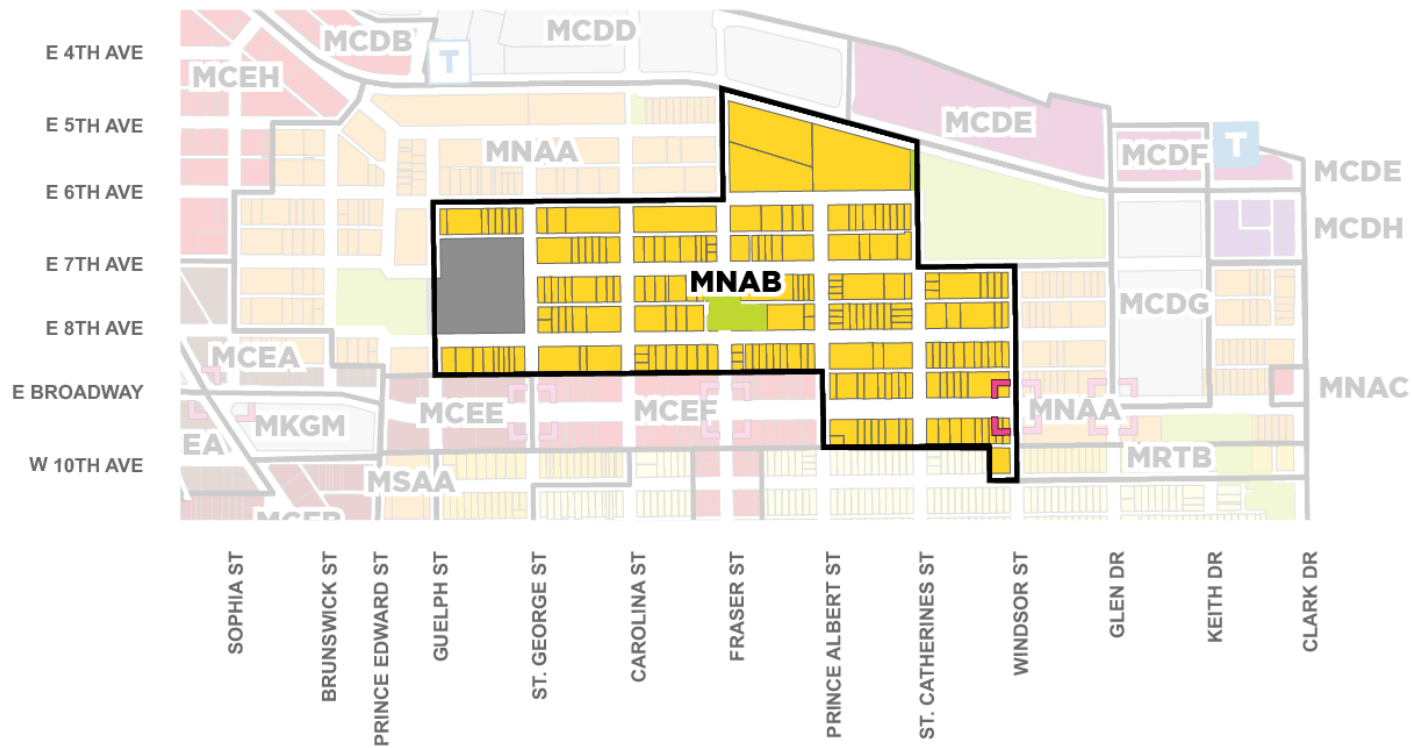 E 4TH AVE
MCDB
MCDD
T
MCEH
E 5TH AVE
MCDE
MNAA
MCDF
T
MCDE
E 6TH AVE
MCDH
E 7TH AVE
MNAB
MCDG
E 8TH AVE
MCEA
E BROADWAY
MNAC
MCEE
MCEF
MNAA
MKGM
EA
W 10TH AVE
MSAA
MRTB
SOPHIA ST
BRUNSWICK ST
PRINCE EDWARD ST
GUELPH ST
ST. GEORGE ST
CAROLINA ST
FRASER ST
PRINCE ALBERT ST
ST. CATHERINES ST
WINDSOR ST
GLEN DR
KEITH DR
CLARK DR